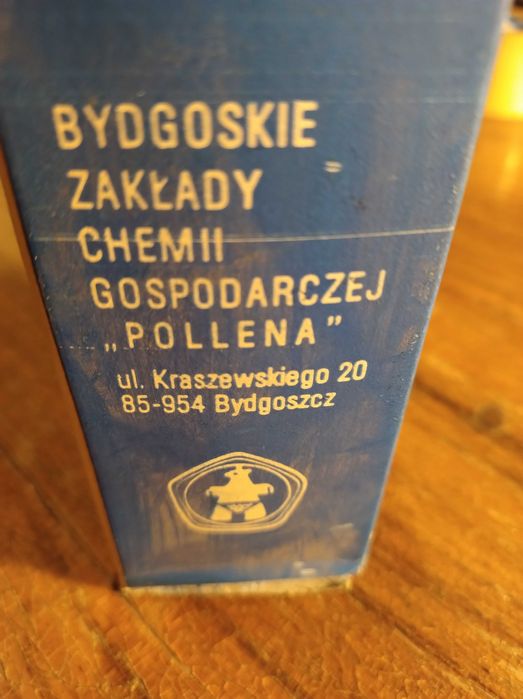 BYDGOSKIE
ZAKŁADY
CHEMII
GOSPODARCZEJ
„POLLENA”
ul. Kraszewskiego 20
85-954 Bydgoszcz